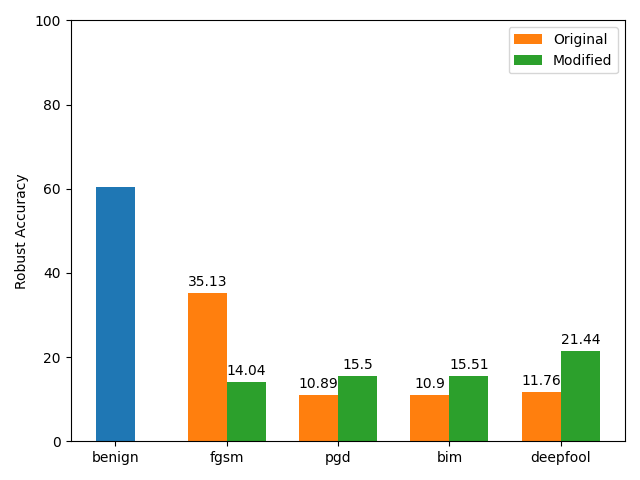 100
80
60
40
20
0
Robust Accuracy
Original
Modified
35.13
14.04
10.89
15.5
10.9
15.51
11.76
21.44
benign
fgsm
pgd
bim
deepfool